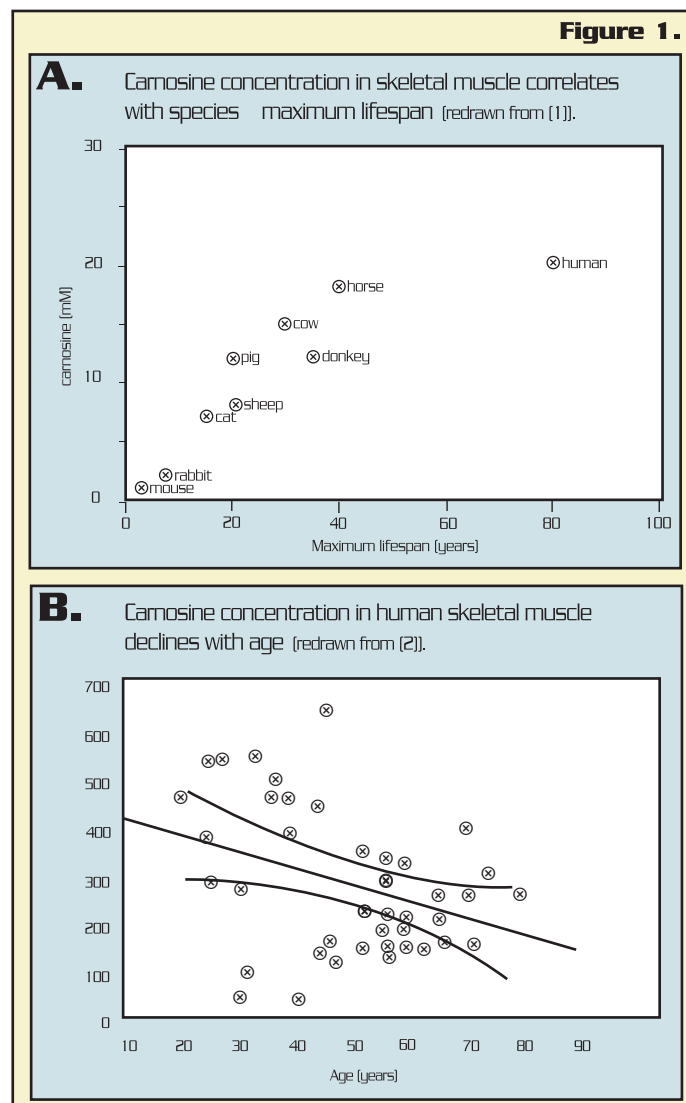 Figure 1.
A.
Carnosine concentration in skeletal muscle correlates
with species maximum lifespan (redrawn from (1)).
30
20
10
0
carnosine (mM)
human
horse
cow
pig
donkey
sheep
cat
rabbit
mouse
0 20 40 60 80 100
Maximum lifespan (years)
B.
Carnosine concentration in human skeletal muscle
declines with age (redrawn from (2)).
700
600
500
400
300
200
100
0
10 20 30 40 50 60 70 80 90
Age (years)